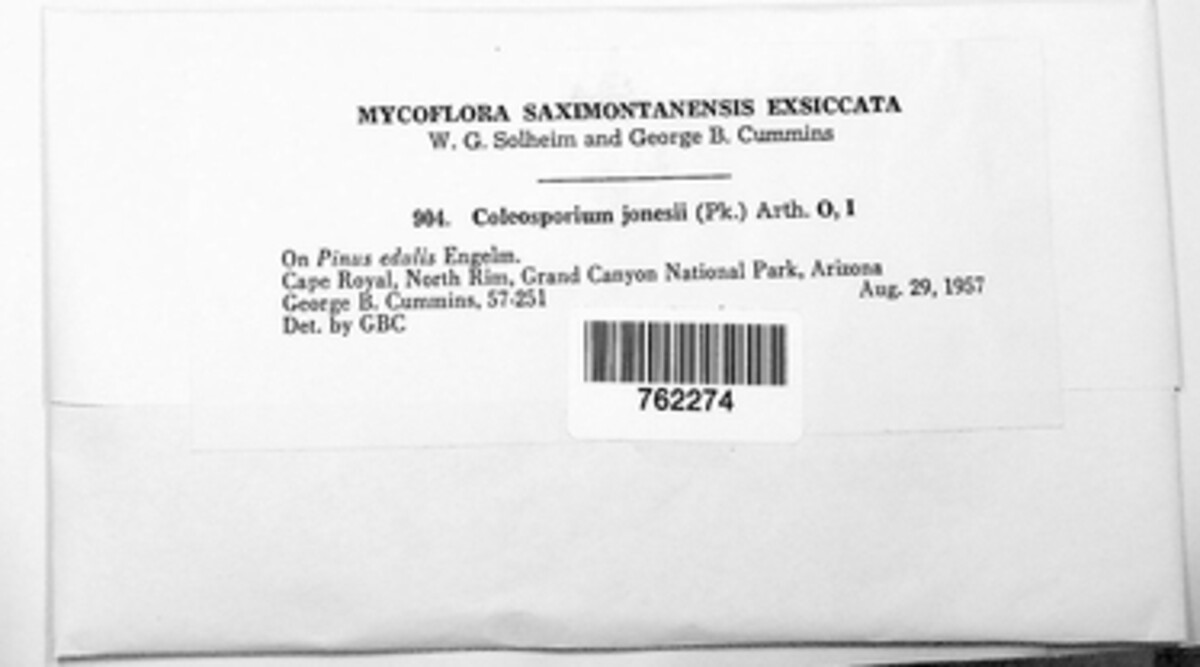 MYCOFLORA SAXIMONTANENSIS EXSICCATA
W. G. Solheim and George B. Cummins
904. Coleosporium jonesii (Pk.) Arth. O, I
On Pinus edulis Engelm.
Cape Royal, North Rim, Grand Canyon National Park, Arizona
George B. Cummins, 57-251 Aug. 29, 1957
Det. by GBC
762274